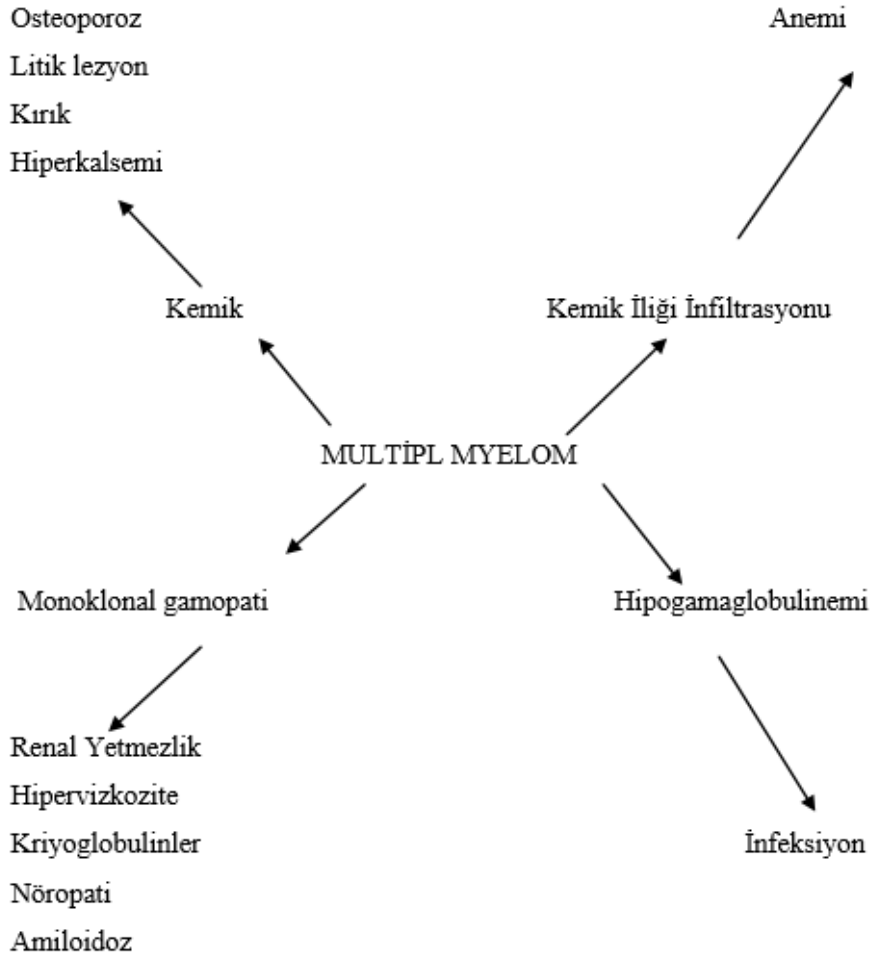 Osteoporoz
Anemi
Litik lezyon
Kırık
Hiperkalsemi
Kemik
Kemik İliği İnfiltrasyonu
MULTİPL MYELOM
Monoklonal gamopati
Hipogamaglobulinemi
Renal Yetmezlik
Hipervizkozite
Kriyoglobulinler
İnfeksiyon
Nöropati
Amiloidoz